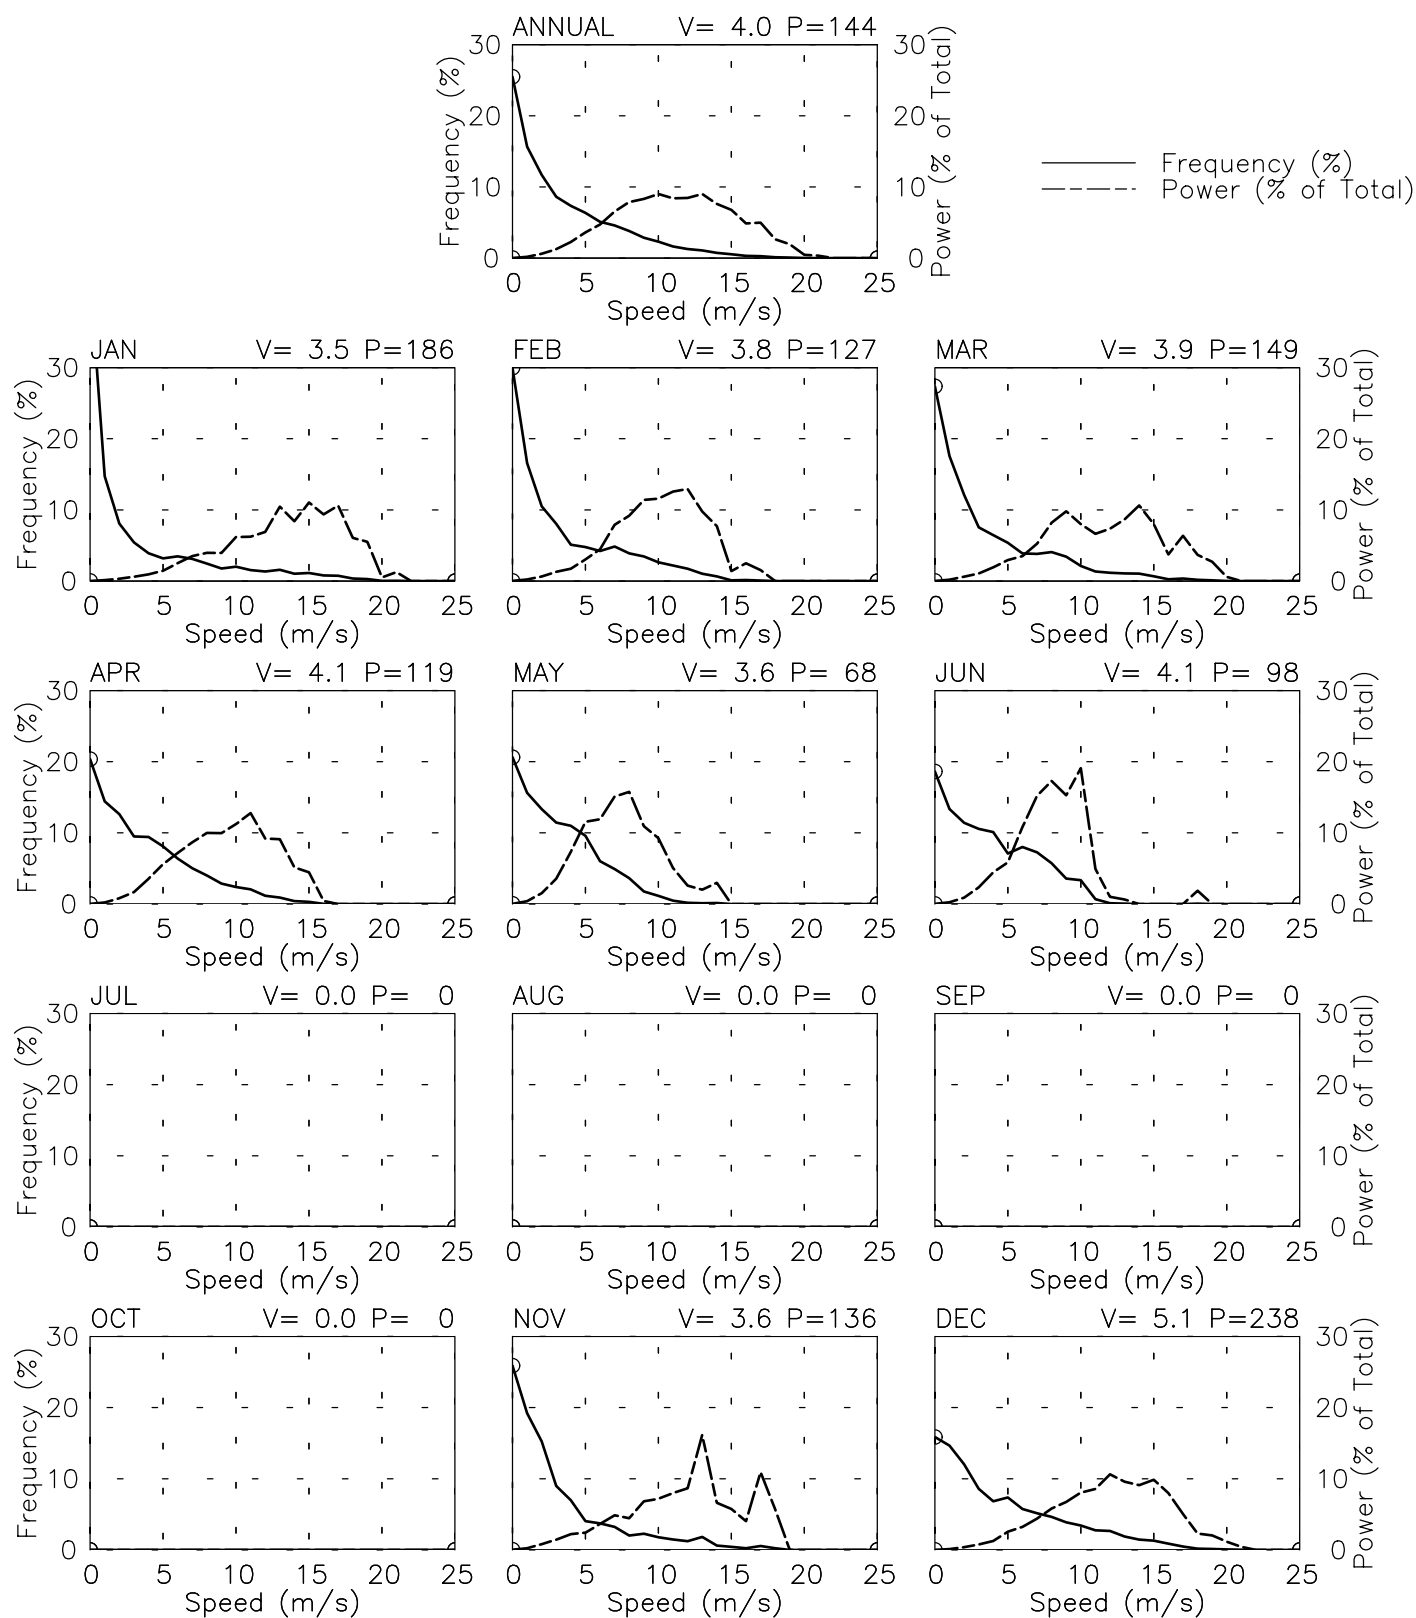 ANNUAL V= 4.0 P=144
30 30
20 20
10 10
0 0
Frequency (%)
Power (% of Total)
0 5 10 15 20 25
Speed (m/s)
Frequency (%)
Power (% of Total)
JAN V= 3.5 P=186 FEB V= 3.8 P=127 MAR V= 3.9 P=149
30 30
20 20
10 10
0 0
Frequency (%)
Power (% of Total)
0 5 10 15 20 25 0 5 10 15 20 25 0 5 10 15 20 25
Speed (m/s) Speed (m/s) Speed (m/s)
APR V= 4.1 P=119 MAY V= 3.6 P= 68 JUN V= 4.1 P= 98
30 30
20 20
10 10
0 0
Frequency (%)
Power (% of Total)
0 5 10 15 20 25 0 5 10 15 20 25 0 5 10 15 20 25
Speed (m/s) Speed (m/s) Speed (m/s)
JUL V= 0.0 P= 0 AUG V= 0.0 P= 0 SEP V= 0.0 P= 0
30 30
20 20
10 10
0 0
Frequency (%)
Power (% of Total)
0 5 10 15 20 25 0 5 10 15 20 25 0 5 10 15 20 25
Speed (m/s) Speed (m/s) Speed (m/s)
OCT V= 0.0 P= 0 NOV V= 3.6 P=136 DEC V= 5.1 P=238
30 30
20 20
10 10
0 0
Frequency (%)
Power (% of Total)
0 5 10 15 20 25 0 5 10 15 20 25 0 5 10 15 20 25
Speed (m/s) Speed (m/s) Speed (m/s)